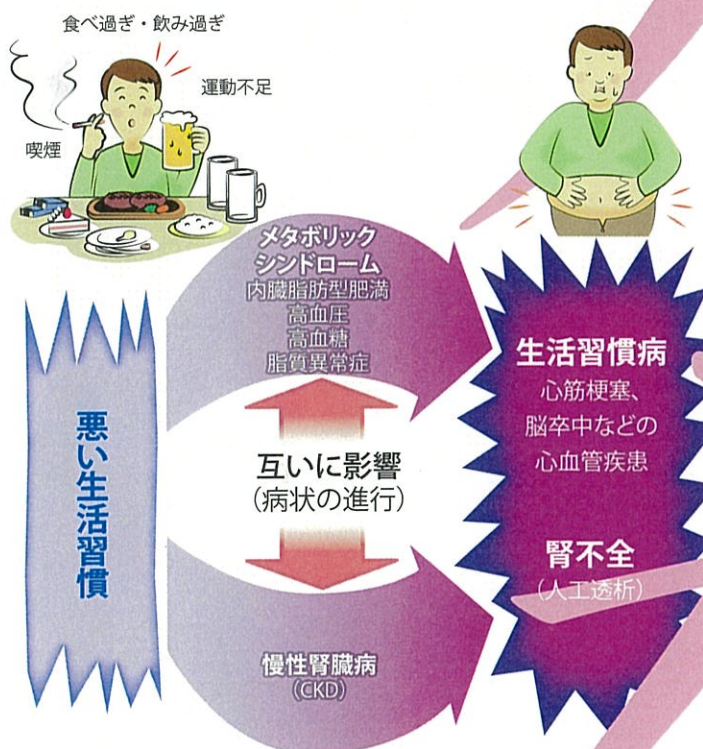 食べ過ぎ・飲み過ぎ
運動不足
喫煙
メタボリック
シンドローム
内臓脂肪型肥満
高血圧
高血糖
脂質異常症
悪い生活習慣
互いに影響
(病状の進行)
慢性腎臓病
(CKD)
生活習慣病
心筋梗塞、
脳卒中などの
心血管疾患
腎不全
(人工透析)